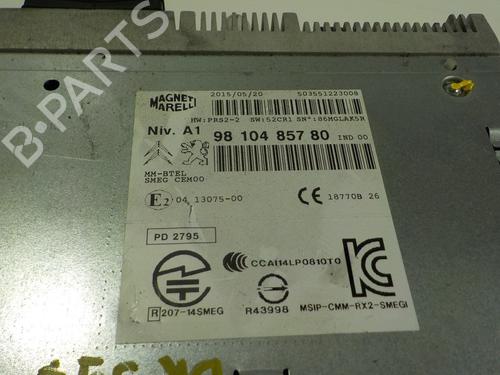 MAGNETI
MARELLI
2015/05/20
503551223008
HW:PRS2-2 SW:52CR1 SN°:86MGLAK5R
Niv. A1
98 104 857 80 IND 00
MM-BTEL
SMEG CEM00
E2 04 13075-00
CE 18770B 26
PD 2795
CCAI14LP0810T0
R 207-14SMEG
R43998
MSIP-CMM-RX2-SMEGI
B-PARTS